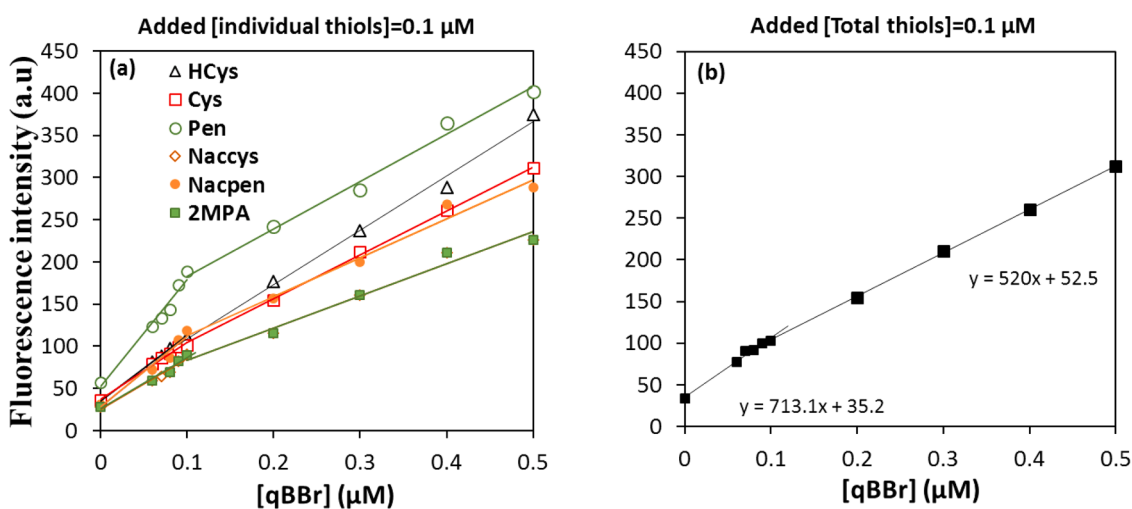 Added [individual thiols]=0.1 µM
Fluorescence intensity (a.u)
450
400
350
300
250
200
150
100
50
0
(a)
HCys
Cys
Pen
Naccys
Nacpen
2MPA
0 0.1 0.2 0.3 0.4 0.5
[qBBr] (µM)
Added [Total thiols]=0.1 µM
450
400
350
300
250
200
150
100
50
0
(b)
y = 520x + 52.5
y = 713.1x + 35.2
0 0.1 0.2 0.3 0.4 0.5
[qBBr] (µM)